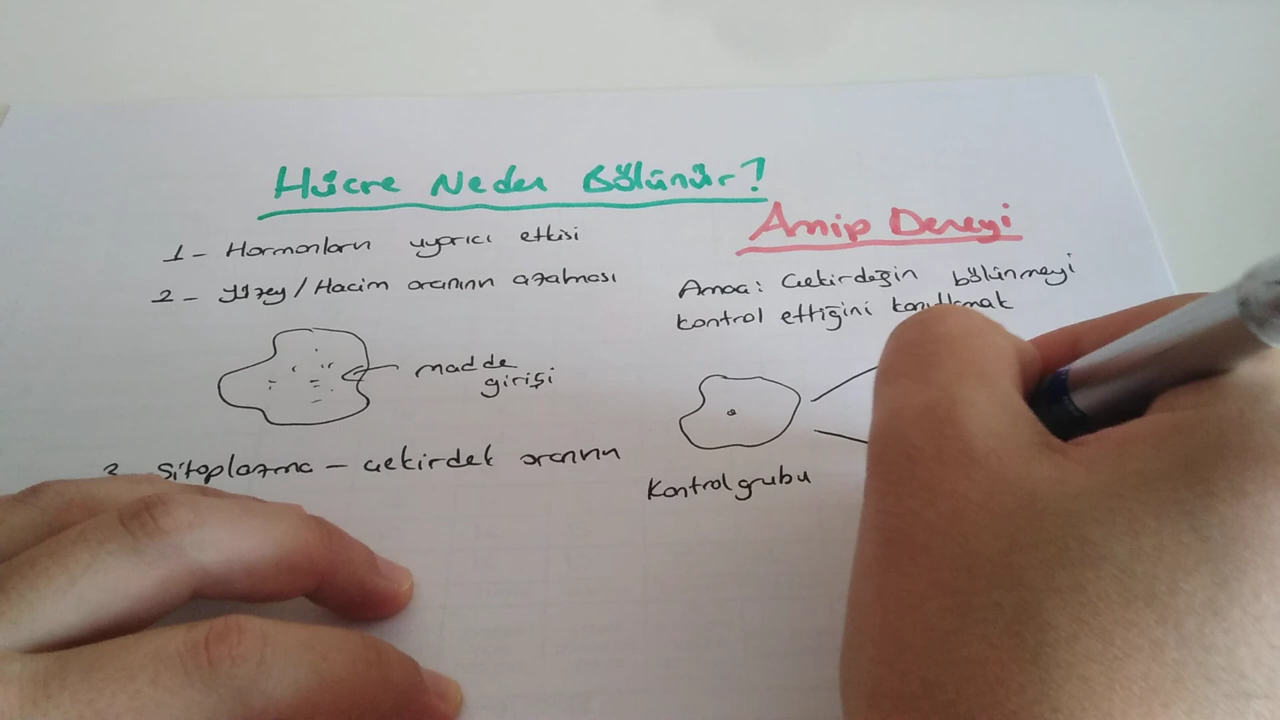 Hücre Neden Bölünür?
1- Hormonların uyarıcı etkisi
2- Yüzey/Hacim oranının azalması
madde
girişi
3 Sitoplazma - çekirdek oranının
Amip Deneyi
Amaç: Çekirdeğin bölünmeyi
kontrol ettiğini kanıtlamak
Kontrol grubu